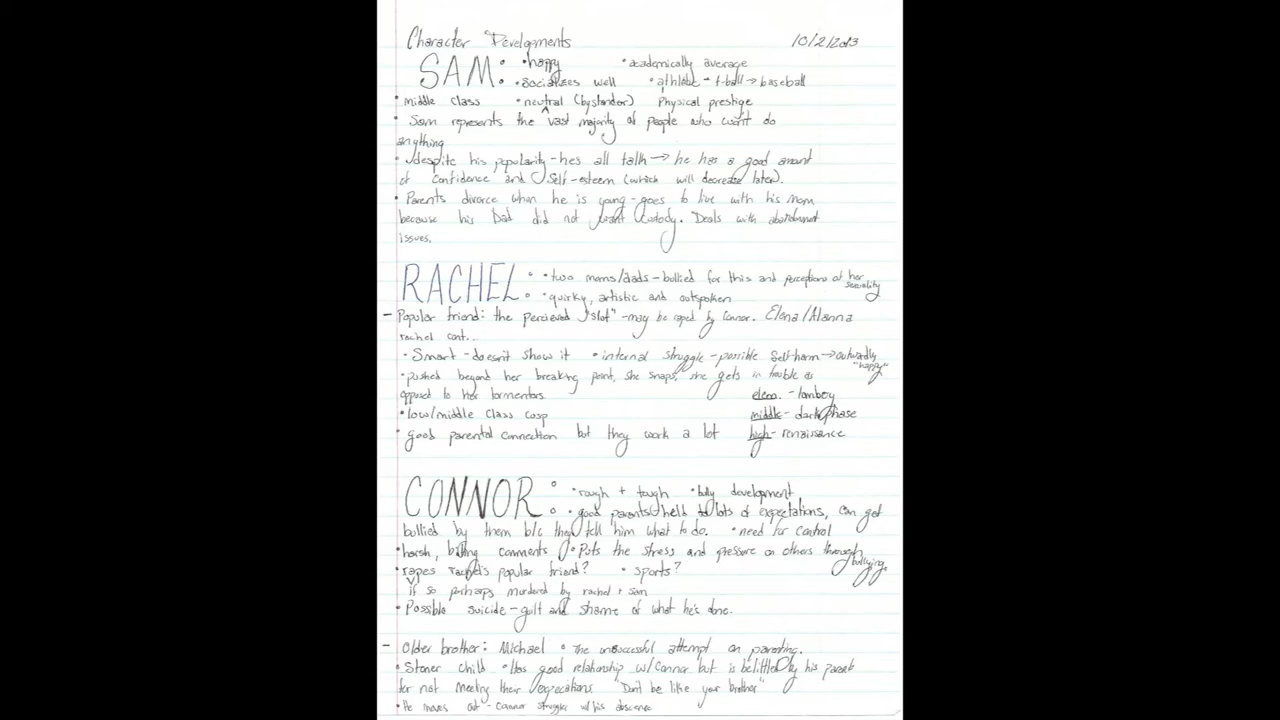 Character Develpments 10/2/2013
SAM: • happy • academically average
• socializes well • athletic - t-ball → baseball
• middle class • neutral (bystander) Physical prestige
• Sam represents the vast majority of people who won't do
anything
• despite his popularity - hes all talk → he has a good amount
of confidence and self-esteem (which will decrease later).
• Parents divorce when he is young - goes to live with his mom
because his Dad did not want custody. Deals with abandonment
issues.
RACHEL: • two moms/dads - bullied for this and perceptions of her sexuality
• quirky, artistic and outspoken
- Popular friend: the percieved "slut" - may be raped by Connor. Elena/Alanna
rachel cont...
• Smart - doesn't show it • internal struggle - possible self harm → outwardly "happy"
• pushed beyond her breaking point, she snaps, she gets in trouble as
opposed to her tormentors elem. - tomboy
• low/middle class cusp middle - dark phase
• good parental connection but they work a lot high - renaissance
CONNOR: • rough + tough • bully development
• good parents, held to lots of expectations, can get
bullied by them b/c they tell him what to do. • need for control
• harsh, biting comments • Puts the stress and pressure on others through bullying.
• rapes rachel's popular friend? • sports?
if so perhaps murdered by rachel + sam
• Possible suicide - guilt and shame of what he's done.
- Older brother: Michael • The unsuccessful attempt on parenting.
• Stoner child • Has good relationship w/Connor but is belittled by his parents
for not meeting their expecations "Don't be like your brother"
• He moves out - Connor struggles w/his abscence